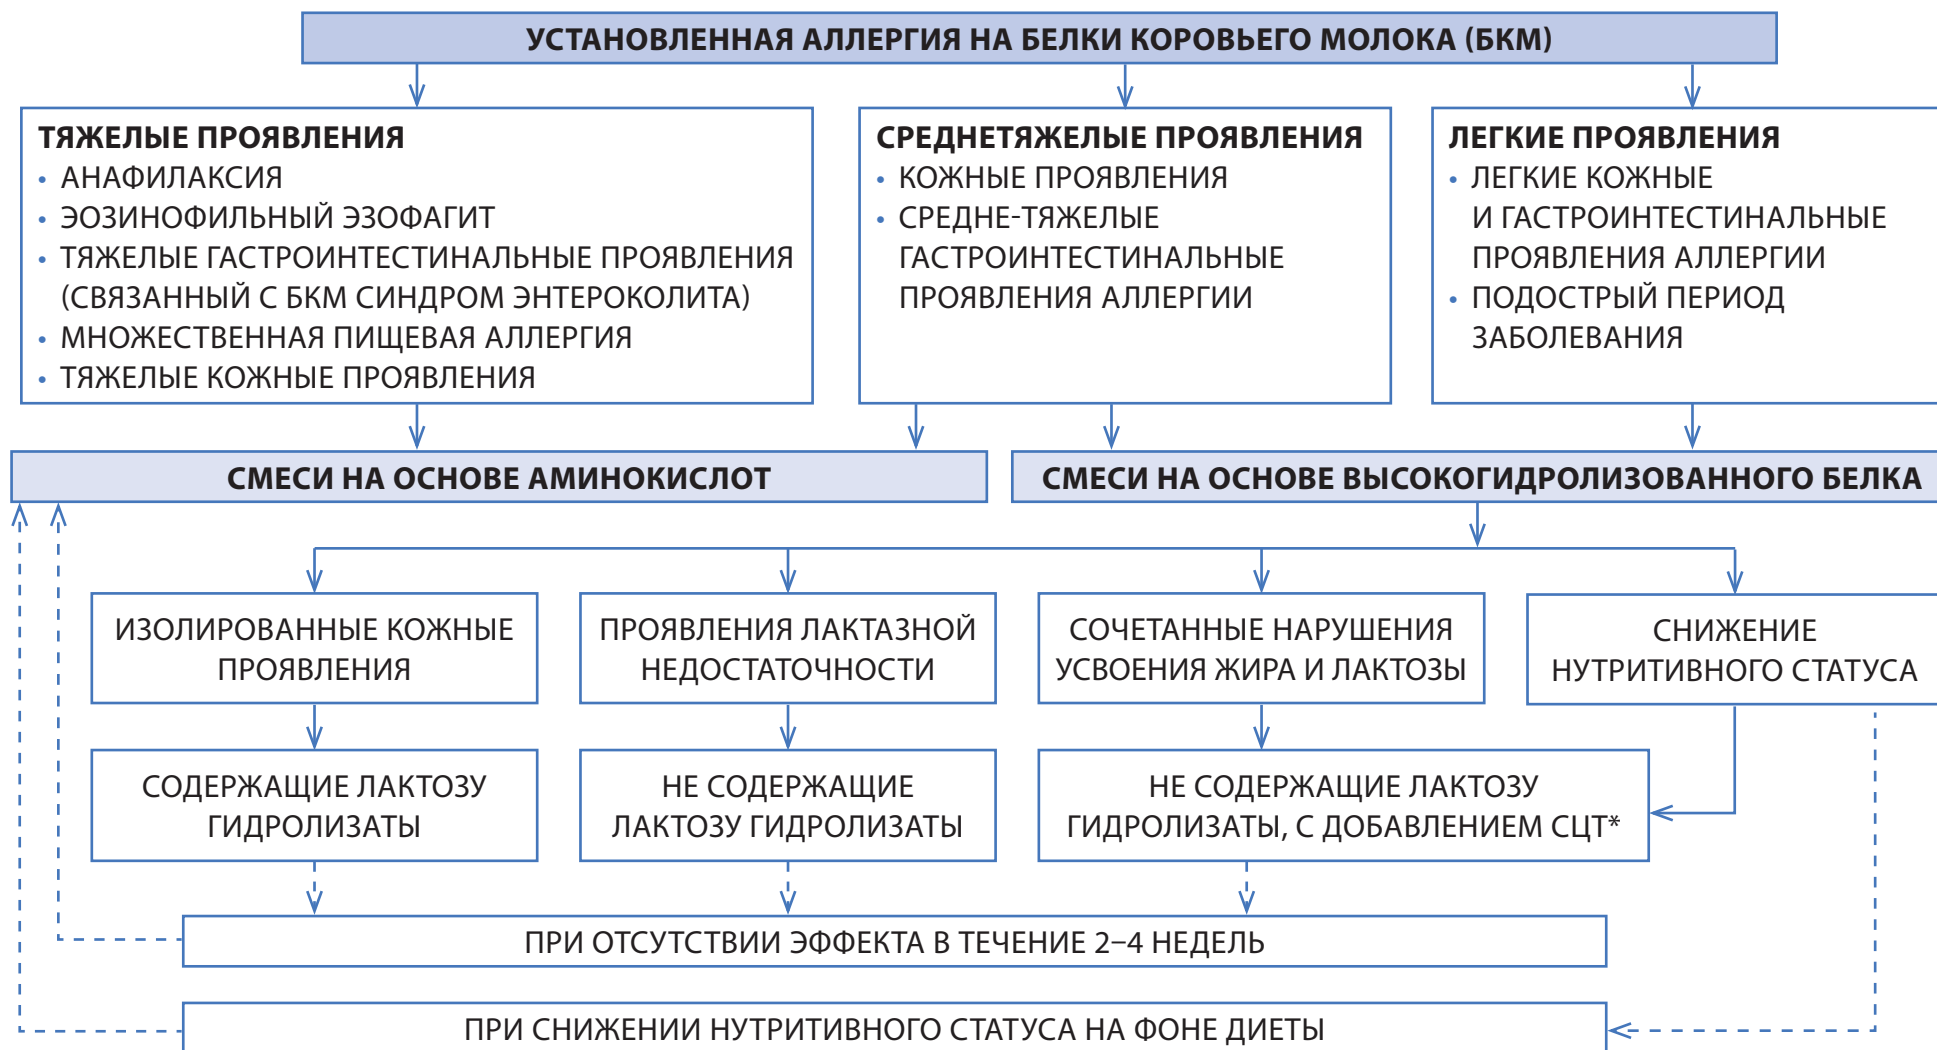 УСТАНОВЛЕННАЯ АЛЛЕРГИЯ НА БЕЛКИ КОРОВЬЕГО МОЛОКА (БКМ)
ТЯЖЕЛЫЕ ПРОЯВЛЕНИЯ
• АНАФИЛАКСИЯ
• ЭОЗИНОФИЛЬНЫЙ ЭЗОФАГИТ
• ТЯЖЕЛЫЕ ГАСТРОИНТЕСТИНАЛЬНЫЕ ПРОЯВЛЕНИЯ
(СВЯЗАННЫЙ С БКМ СИНДРОМ ЭНТЕРОКОЛИТА)
• МНОЖЕСТВЕННАЯ ПИЩЕВАЯ АЛЛЕРГИЯ
• ТЯЖЕЛЫЕ КОЖНЫЕ ПРОЯВЛЕНИЯ
СРЕДНЕТЯЖЕЛЫЕ ПРОЯВЛЕНИЯ
• КОЖНЫЕ ПРОЯВЛЕНИЯ
• СРЕДНЕ-ТЯЖЕЛЫЕ
ГАСТРОИНТЕСТИНАЛЬНЫЕ
ПРОЯВЛЕНИЯ АЛЛЕРГИИ
ЛЕГКИЕ ПРОЯВЛЕНИЯ
• ЛЕГКИЕ КОЖНЫЕ
И ГАСТРОИНТЕСТИНАЛЬНЫЕ
ПРОЯВЛЕНИЯ АЛЛЕРГИИ
• ПОДОСТРЫЙ ПЕРИОД
ЗАБОЛЕВАНИЯ
СМЕСИ НА ОСНОВЕ АМИНОКИСЛОТ
СМЕСИ НА ОСНОВЕ ВЫСОКОГИДРОЛИЗОВАННОГО БЕЛКА
ИЗОЛИРОВАННЫЕ КОЖНЫЕ
ПРОЯВЛЕНИЯ
ПРОЯВЛЕНИЯ ЛАКТАЗНОЙ
НЕДОСТАТОЧНОСТИ
СОЧЕТАННЫЕ НАРУШЕНИЯ
УСВОЕНИЯ ЖИРА И ЛАКТОЗЫ
СНИЖЕНИЕ
НУТРИТИВНОГО СТАТУСА
СОДЕРЖАЩИЕ ЛАКТОЗУ
ГИДРОЛИЗАТЫ
НЕ СОДЕРЖАЩИЕ
ЛАКТОЗУ ГИДРОЛИЗАТЫ
НЕ СОДЕРЖАЩИЕ ЛАКТОЗУ
ГИДРОЛИЗАТЫ, С ДОБАВЛЕНИЕМ СЦТ*
ПРИ ОТСУТСТВИИ ЭФФЕКТА В ТЕЧЕНИЕ 2–4 НЕДЕЛЬ
ПРИ СНИЖЕНИИ НУТРИТИВНОГО СТАТУСА НА ФОНЕ ДИЕТЫ